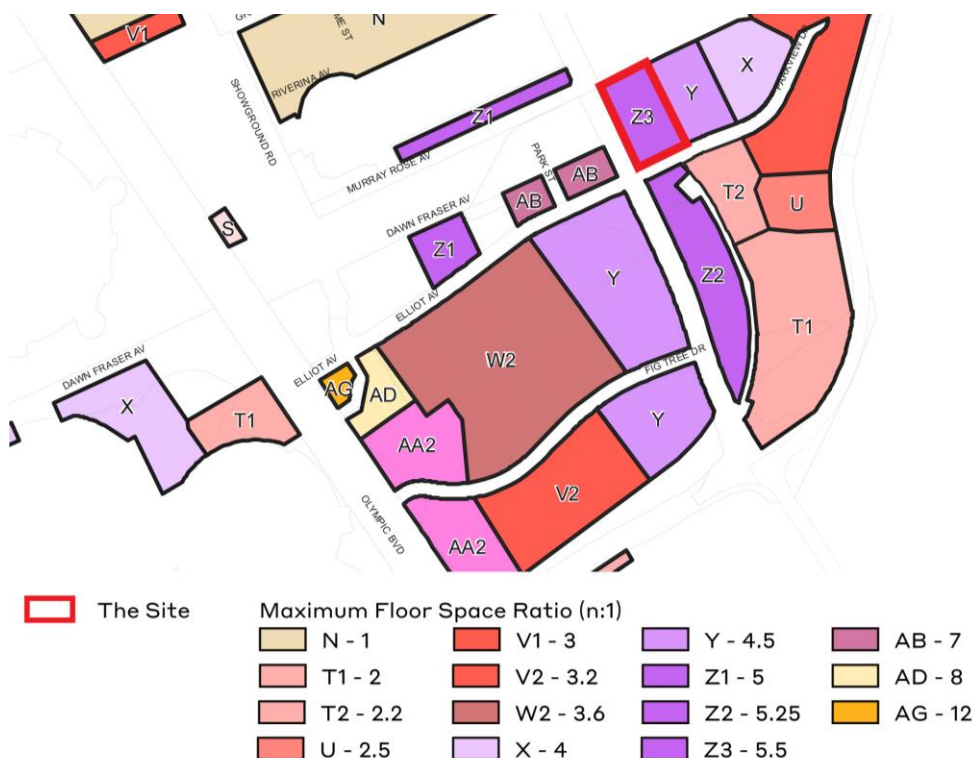 N
V1
ME ST
RIVERINA AV
SHOWGROUND RD
X
PARKVIEW DR
Y
Z3
Z1
MURRAY ROSE AV
PARK ST
AB
AB
T2
U
DAWN FRASER AV
S
Z1
Y
Z2
ELLIOT AV
T1
W2
FIG TREE DR
DAWN FRASER AV
ELLIOT AV
AG
AD
X
T1
Y
AA2
V2
OLYMPIC BVD
AA2
The Site
Maximum Floor Space Ratio (n:1)
N - 1
T1 - 2
T2 - 2.2
U - 2.5
V1 - 3
V2 - 3.2
W2 - 3.6
X - 4
Y - 4.5
Z1 - 5
Z2 - 5.25
Z3 - 5.5
AB - 7
AD - 8
AG - 12